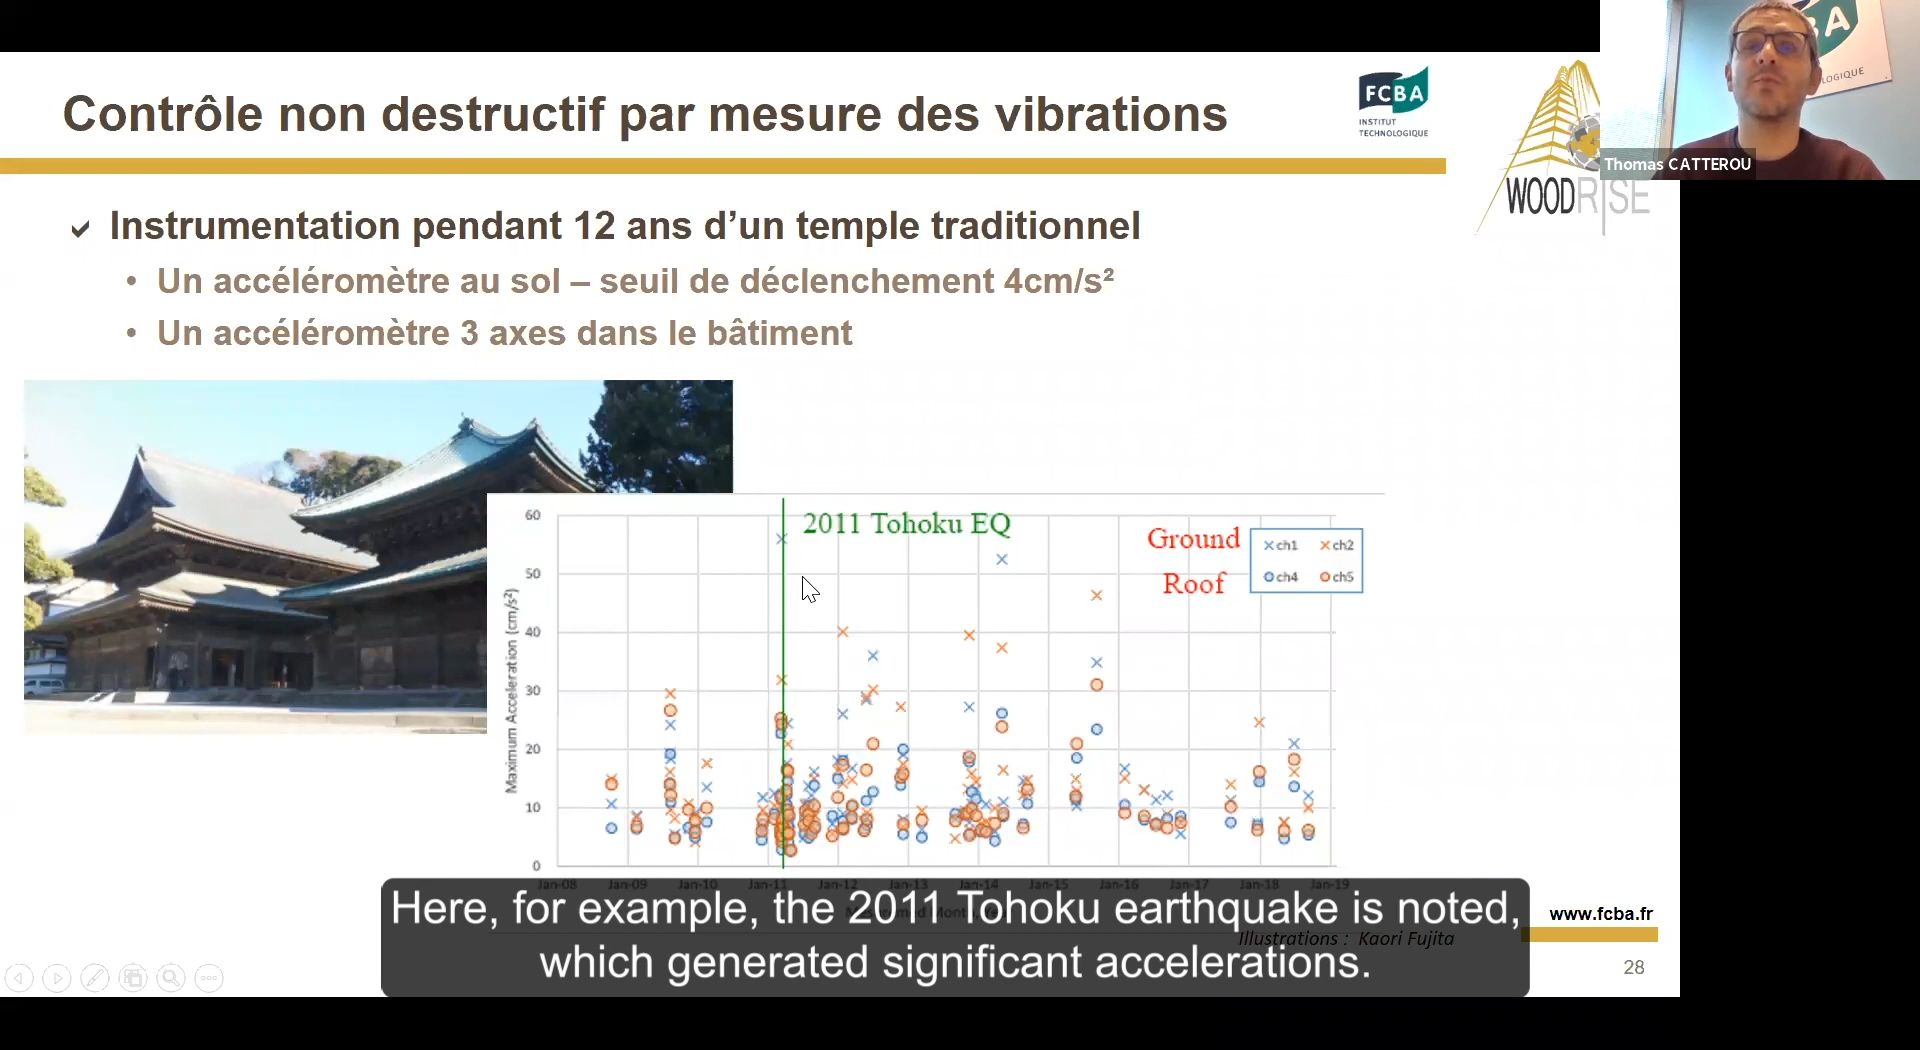 Contrôle non destructif par mesure des vibrations
FCBA
INSTITUT
TECHNOLOGIQUE
WOODRISE
BA
LOGIQUE
Thomas CATTEROU
Instrumentation pendant 12 ans d’un temple traditionnel
• Un accéléromètre au sol – seuil de déclenchement 4cm/s²
• Un accéléromètre 3 axes dans le bâtiment
2011 Tohoku EQ
Ground
Roof
ch1 ch2
ch4 ch5
Maximum Acceleration (cm/s²)
60
50
40
30
20
10
0
Jan-08 Jan-09 Jan-10 Jan-11 Jan-12 Jan-13 Jan-14 Jan-15 Jan-16 Jan-17 Jan-18 Jan-19
Here, for example, the 2011 Tohoku earthquake is noted,
which generated significant accelerations.
Illustrations : Kaori Fujita
www.fcba.fr
28